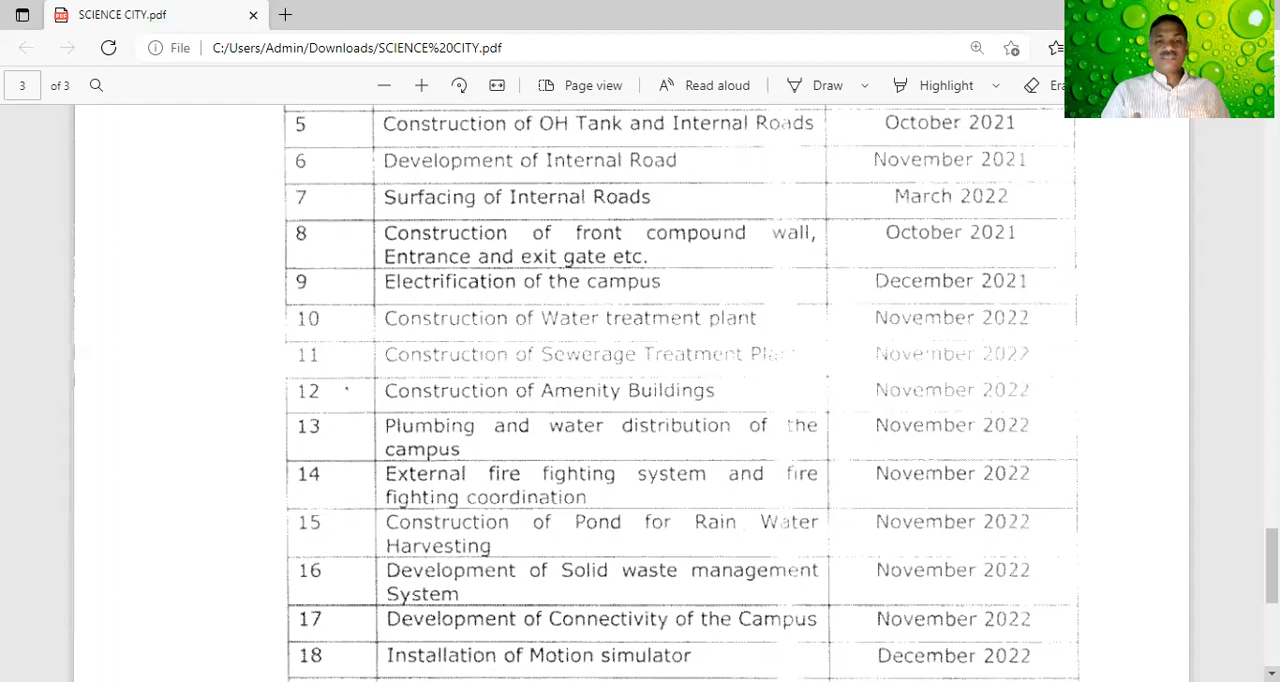 SCIENCE CITY.pdf
File C:/Users/Admin/Downloads/SCIENCE%20CITY.pdf
3 of 3 Page view Read aloud Draw Highlight Era
5 Construction of OH Tank and Internal Roads October 2021
6 Development of Internal Road November 2021
7 Surfacing of Internal Roads March 2022
8 Construction of front compound wall, October 2021
Entrance and exit gate etc.
9 Electrification of the campus December 2021
10 Construction of Water treatment plant November 2022
11 Construction of Sewerage Treatment Plant November 2022
12 Construction of Amenity Buildings November 2022
13 Plumbing and water distribution of the November 2022
campus
14 External fire fighting system and fire November 2022
fighting coordination
15 Construction of Pond for Rain Water November 2022
Harvesting
16 Development of Solid waste management November 2022
System
17 Development of Connectivity of the Campus November 2022
18 Installation of Motion simulator December 2022